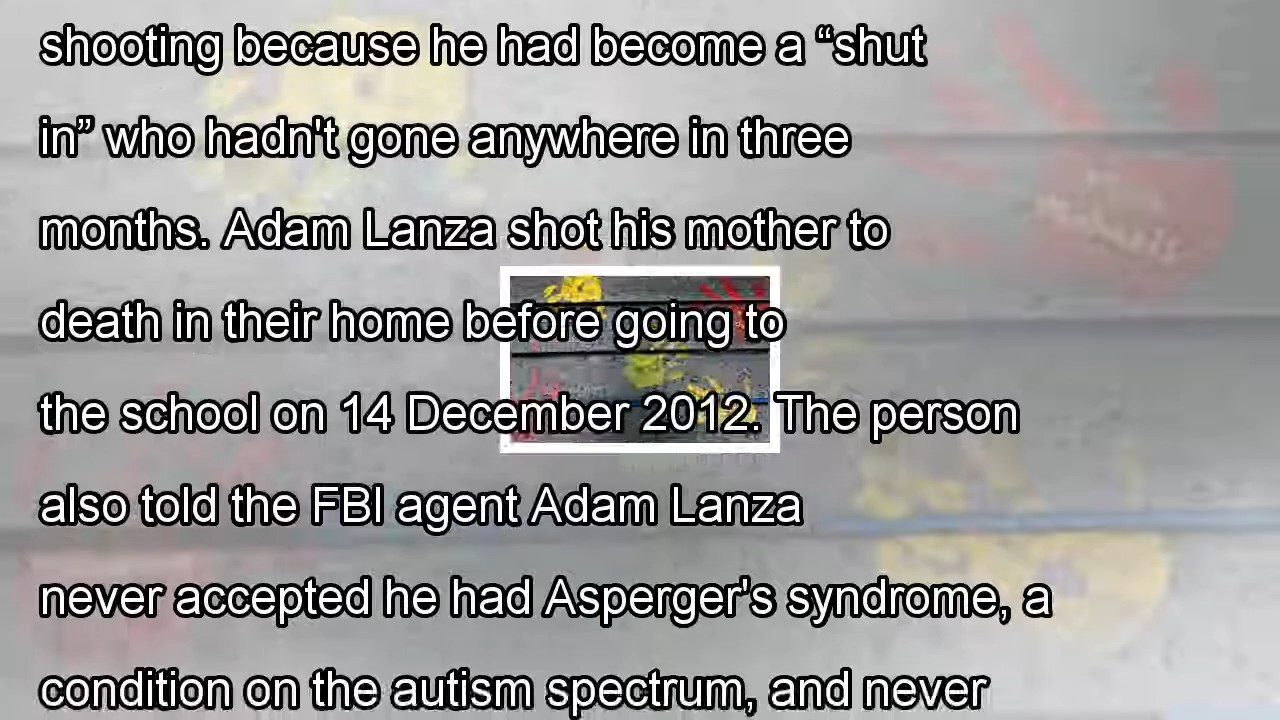 shooting because he had become a “shut
in” who hadn't gone anywhere in three
months. Adam Lanza shot his mother to
death in their home before going to
the school on 14 December 2012. The person
also told the FBI agent Adam Lanza
never accepted he had Asperger's syndrome, a
condition on the autism spectrum, and never